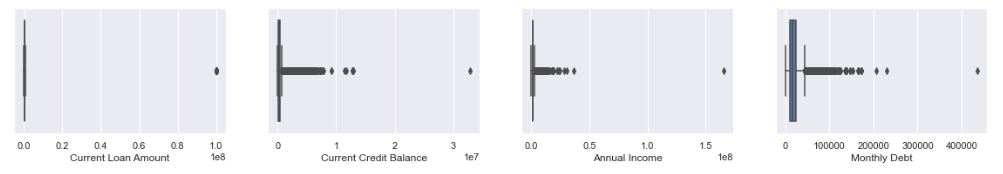 0.0 0.2 0.4 0.6 0.8 1.0
Current Loan Amount 1e8
0 1 2 3
Current Credit Balance 1e7
0.0 0.5 1.0 1.5
Annual Income 1e8
0 100000 200000 300000 400000
Monthly Debt